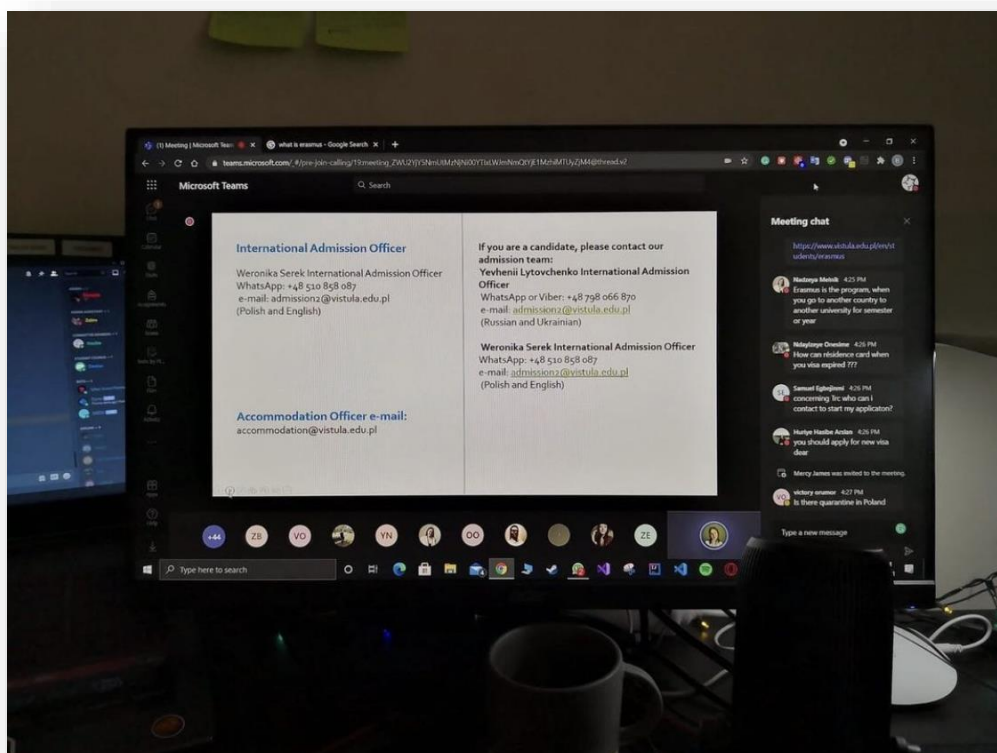 (1) Meeting | Microsoft Team
what is erasmus - Google Search
Microsoft Teams
Search
International Admission Officer
Weronika Serek International Admission Officer
WhatsApp: +48 510 858 087
e-mail: admission2@vistula.edu.pl
(Polish and English)
Accommodation Officer e-mail:
accommodation@vistula.edu.pl
If you are a candidate, please contact our
admission team:
Yevhenii Lytovchenko International Admission
Officer
WhatsApp or Viber: +48 798 066 870
e-mail: admission2@vistula.edu.pl
(Russian and Ukrainian)
Weronika Serek International Admission Officer
WhatsApp: +48 510 858 087
e-mail: admission2@vistula.edu.pl
(Polish and English)
Meeting chat
https://www.vistula.edu.pl/en/st
udents/erasmus
Nadzeya Melnik 4:25 PM
Erasmus is the program, when
you go to another country to
another university for semester
or year
Ndayizeye Onesime 4:26 PM
How can résidence card when
you visa expired ???
Samuel 4:26 PM
concerning Trc who can i
contact to start my applicaton?
Huriye Hasibe Arslan 4:26 PM
you should apply for new visa
dear
Mercy James was invited to the meeting.
victory 4:27 PM
Is there quarantine in Poland
Type a new message
+44
ZB
VO
YN
OO
ZE
Type here to search